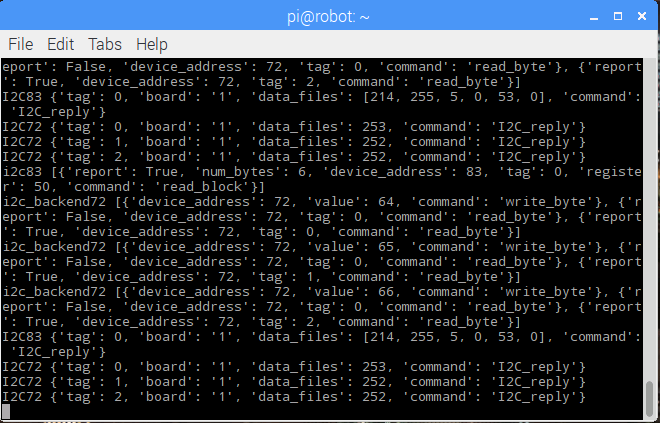 pi@robot: ~
File Edit Tabs Help
eport': False, 'device_address': 72, 'tag': 0, 'command': 'read_byte'}, {'report
': True, 'device_address': 72, 'tag': 2, 'command': 'read_byte'}]
I2C83 {'tag': 0, 'board': '1', 'data_files': [214, 255, 5, 0, 53, 0], 'command':
 'I2C_reply'}
I2C72 {'tag': 0, 'board': '1', 'data_files': 253, 'command': 'I2C_reply'}
I2C72 {'tag': 1, 'board': '1', 'data_files': 252, 'command': 'I2C_reply'}
I2C72 {'tag': 2, 'board': '1', 'data_files': 252, 'command': 'I2C_reply'}
i2c83 [{'report': True, 'num_bytes': 6, 'device_address': 83, 'tag': 0, 'registe
r': 50, 'command': 'read_block'}]
i2c_backend72 [{'device_address': 72, 'value': 64, 'command': 'write_byte'}, {'r
eport': False, 'device_address': 72, 'tag': 0, 'command': 'read_byte'}, {'report
': True, 'device_address': 72, 'tag': 0, 'command': 'read_byte'}]
i2c_backend72 [{'device_address': 72, 'value': 65, 'command': 'write_byte'}, {'r
eport': False, 'device_address': 72, 'tag': 0, 'command': 'read_byte'}, {'report
': True, 'device_address': 72, 'tag': 1, 'command': 'read_byte'}]
i2c_backend72 [{'device_address': 72, 'value': 66, 'command': 'write_byte'}, {'r
eport': False, 'device_address': 72, 'tag': 0, 'command': 'read_byte'}, {'report
': True, 'device_address': 72, 'tag': 2, 'command': 'read_byte'}]
I2C83 {'tag': 0, 'board': '1', 'data_files': [214, 255, 5, 0, 53, 0], 'command':
 'I2C_reply'}
I2C72 {'tag': 0, 'board': '1', 'data_files': 253, 'command': 'I2C_reply'}
I2C72 {'tag': 1, 'board': '1', 'data_files': 252, 'command': 'I2C_reply'}
I2C72 {'tag': 2, 'board': '1', 'data_files': 252, 'command': 'I2C_reply'}